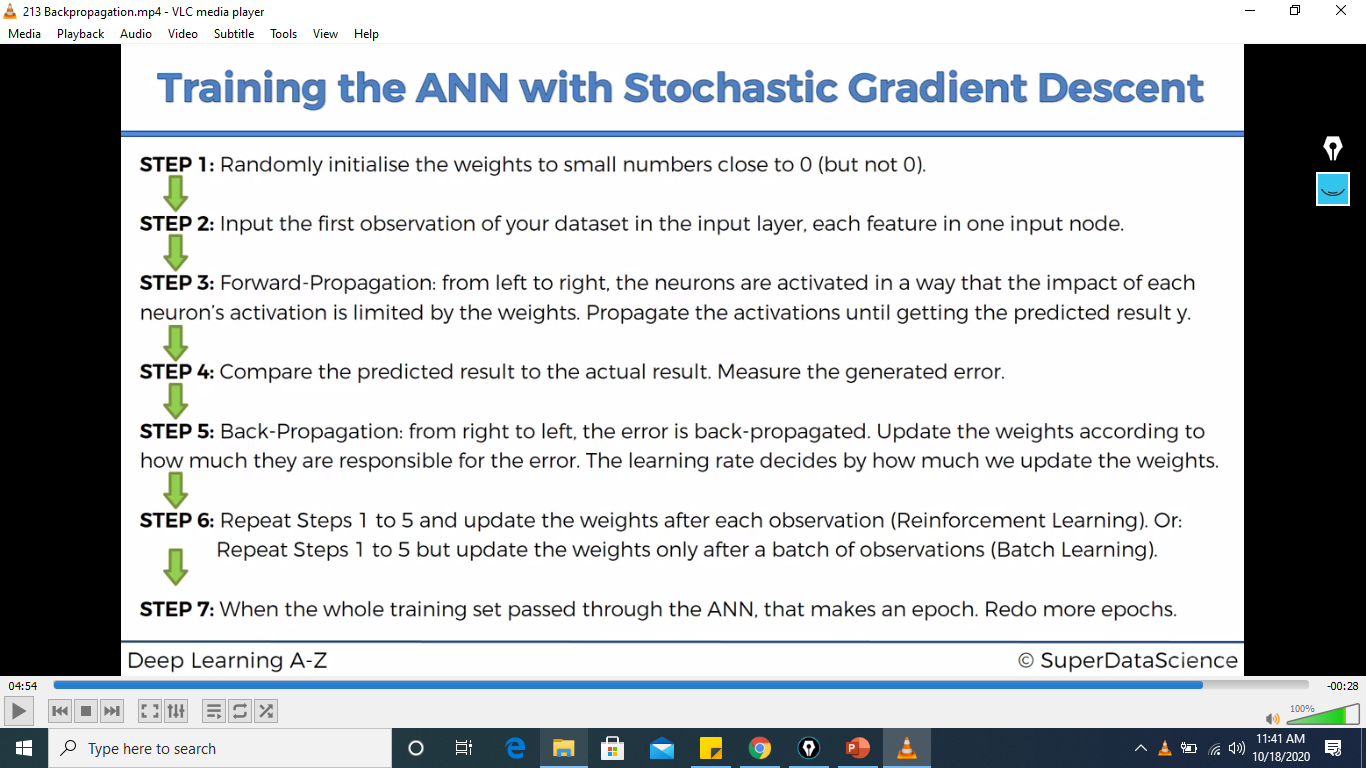 213 Backpropagation.mp4 - VLC media player
Media Playback Audio Video Subtitle Tools View Help
Training the ANN with Stochastic Gradient Descent
STEP 1: Randomly initialise the weights to small numbers close to 0 (but not 0).
STEP 2: Input the first observation of your dataset in the input layer, each feature in one input node.
STEP 3: Forward-Propagation: from left to right, the neurons are activated in a way that the impact of each
neuron's activation is limited by the weights. Propagate the activations until getting the predicted result y.
STEP 4: Compare the predicted result to the actual result. Measure the generated error.
STEP 5: Back-Propagation: from right to left, the error is back-propagated. Update the weights according to
how much they are responsible for the error. The learning rate decides by how much we update the weights.
STEP 6: Repeat Steps 1 to 5 and update the weights after each observation (Reinforcement Learning). Or:
Repeat Steps 1 to 5 but update the weights only after a batch of observations (Batch Learning).
STEP 7: When the whole training set passed through the ANN, that makes an epoch. Redo more epochs.
Deep Learning A-Z
© SuperDataScience
04:54
-00:28
100%
Type here to search
11:41 AM
10/18/2020